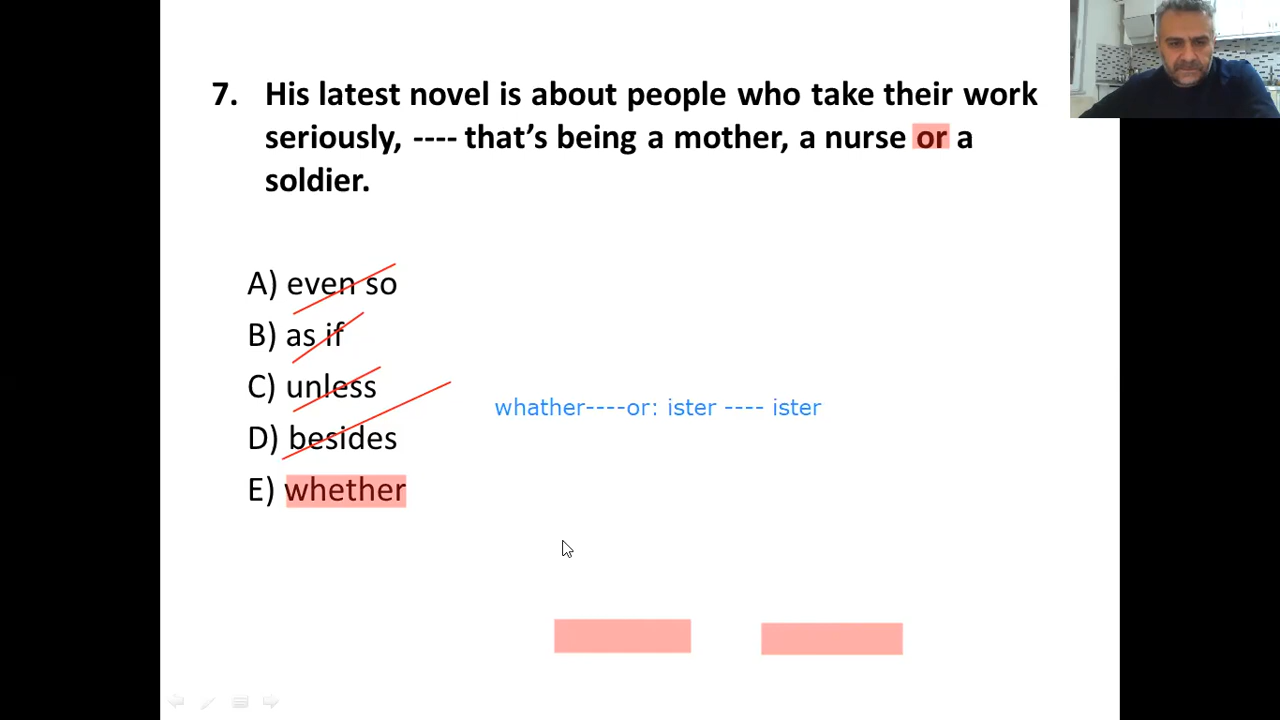 7. His latest novel is about people who take their work
seriously, ---- that's being a mother, a nurse or a
soldier.
A) even so
B) as if
C) unless
D) besides
E) whether
whather----or: ister ---- ister